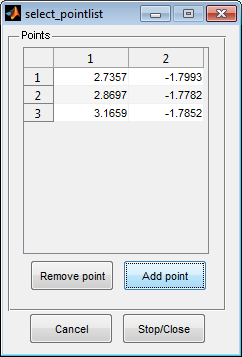 select_pointlist
Points
1 2
1 2.7357 -1.7993
2 2.8697 -1.7782
3 3.1659 -1.7852
Remove point Add point
Cancel Stop/Close